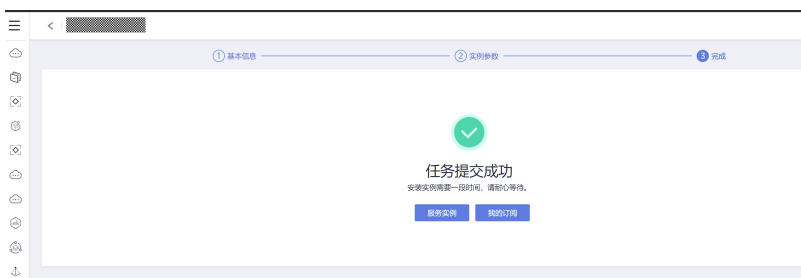 1 基本信息 2 实例参数 3 完成
任务提交成功
安装实例需要一段时间，请耐心等待。
服务实例 我的订阅